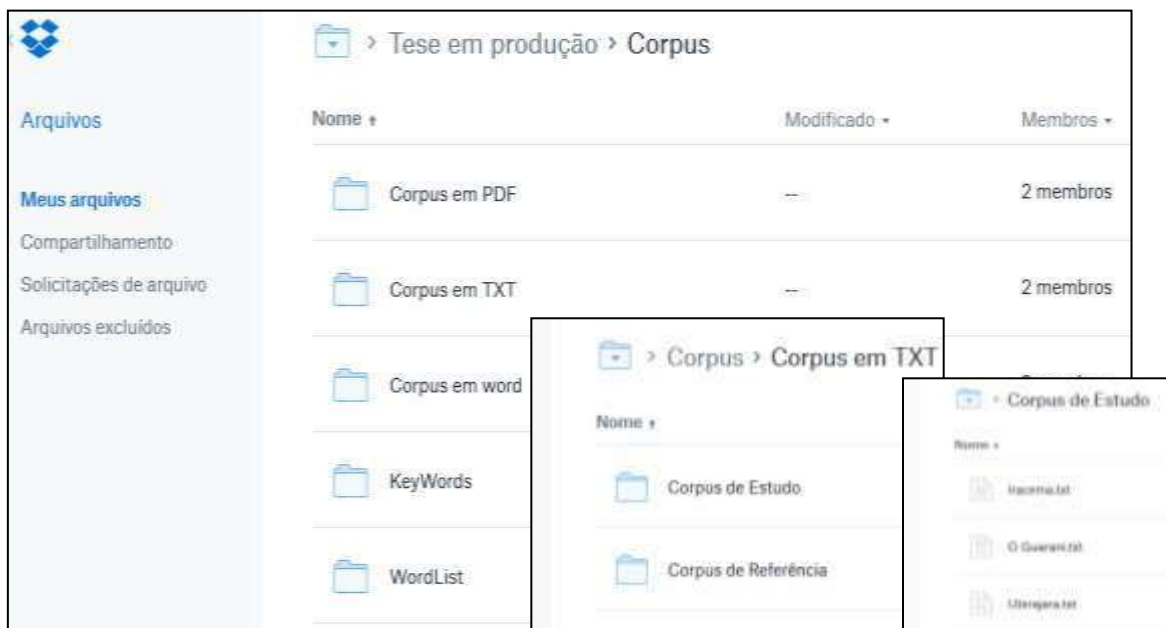 > Tese em produção > Corpus
Arquivos
Meus arquivos
Compartilhamento
Solicitações de arquivo
Arquivos excluídos
Nome Modificado Membros
Corpus em PDF -- 2 membros
Corpus em TXT -- 2 membros
Corpus em word
KeyWords
WordList
> Corpus > Corpus em TXT
Nome
Corpus de Estudo
Corpus de Referência
Corpus de Estudo
Nome
Iracema.txt
O Guarani.txt